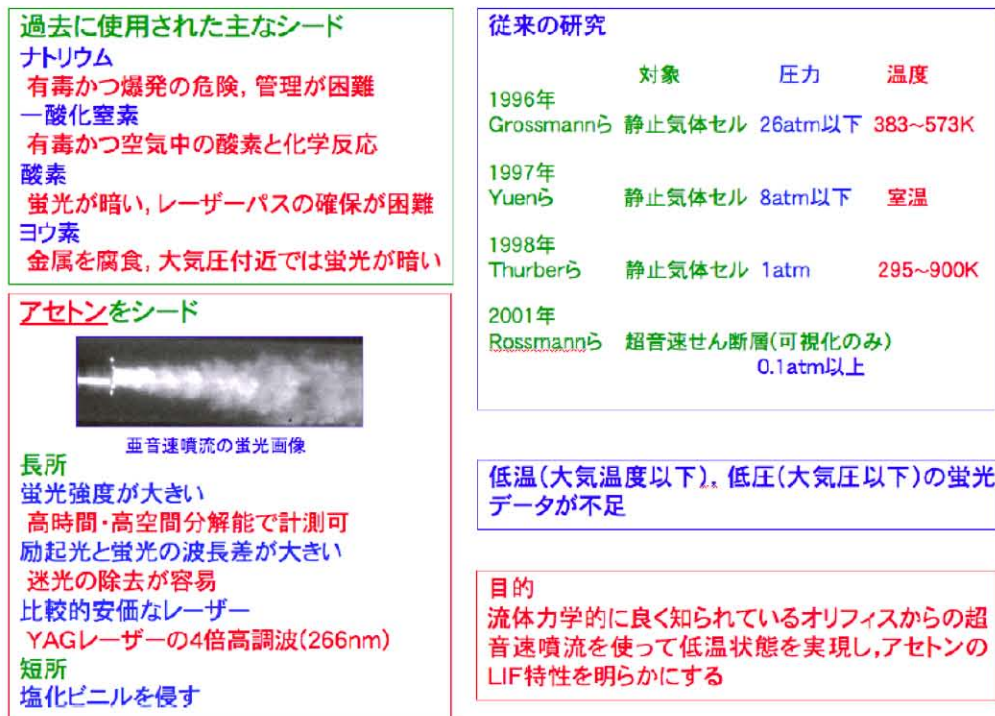 過去に使用された主なシード
ナトリウム
有毒かつ爆発の危険, 管理が困難
一酸化窒素
有毒かつ空気中の酸素と化学反応
酸素
蛍光が暗い, レーザーパスの確保が困難
ヨウ素
金属を腐食, 大気圧付近では蛍光が暗い
アセトンをシード
亜音速噴流の蛍光画像
長所
蛍光強度が大きい
高時間・高空間分解能で計測可
励起光と蛍光の波長差が大きい
迷光の除去が容易
比較的安価なレーザー
YAGレーザーの4倍高調波(266nm)
短所
塩化ビニルを侵す
従来の研究
対象 圧力 温度
1996年
Grossmannら 静止気体セル 26atm以下 383~573K
1997年
Yuenら 静止気体セル 8atm以下 室温
1998年
Thurberら 静止気体セル 1atm 295~900K
2001年
Rossmannら 超音速せん断層(可視化のみ)
0.1atm以上
低温(大気温度以下), 低圧(大気圧以下)の蛍光
データが不足
目的
流体力学的に良く知られているオリフィスからの超
音速噴流を使って低温状態を実現し,アセトンの
LIF特性を明らかにする